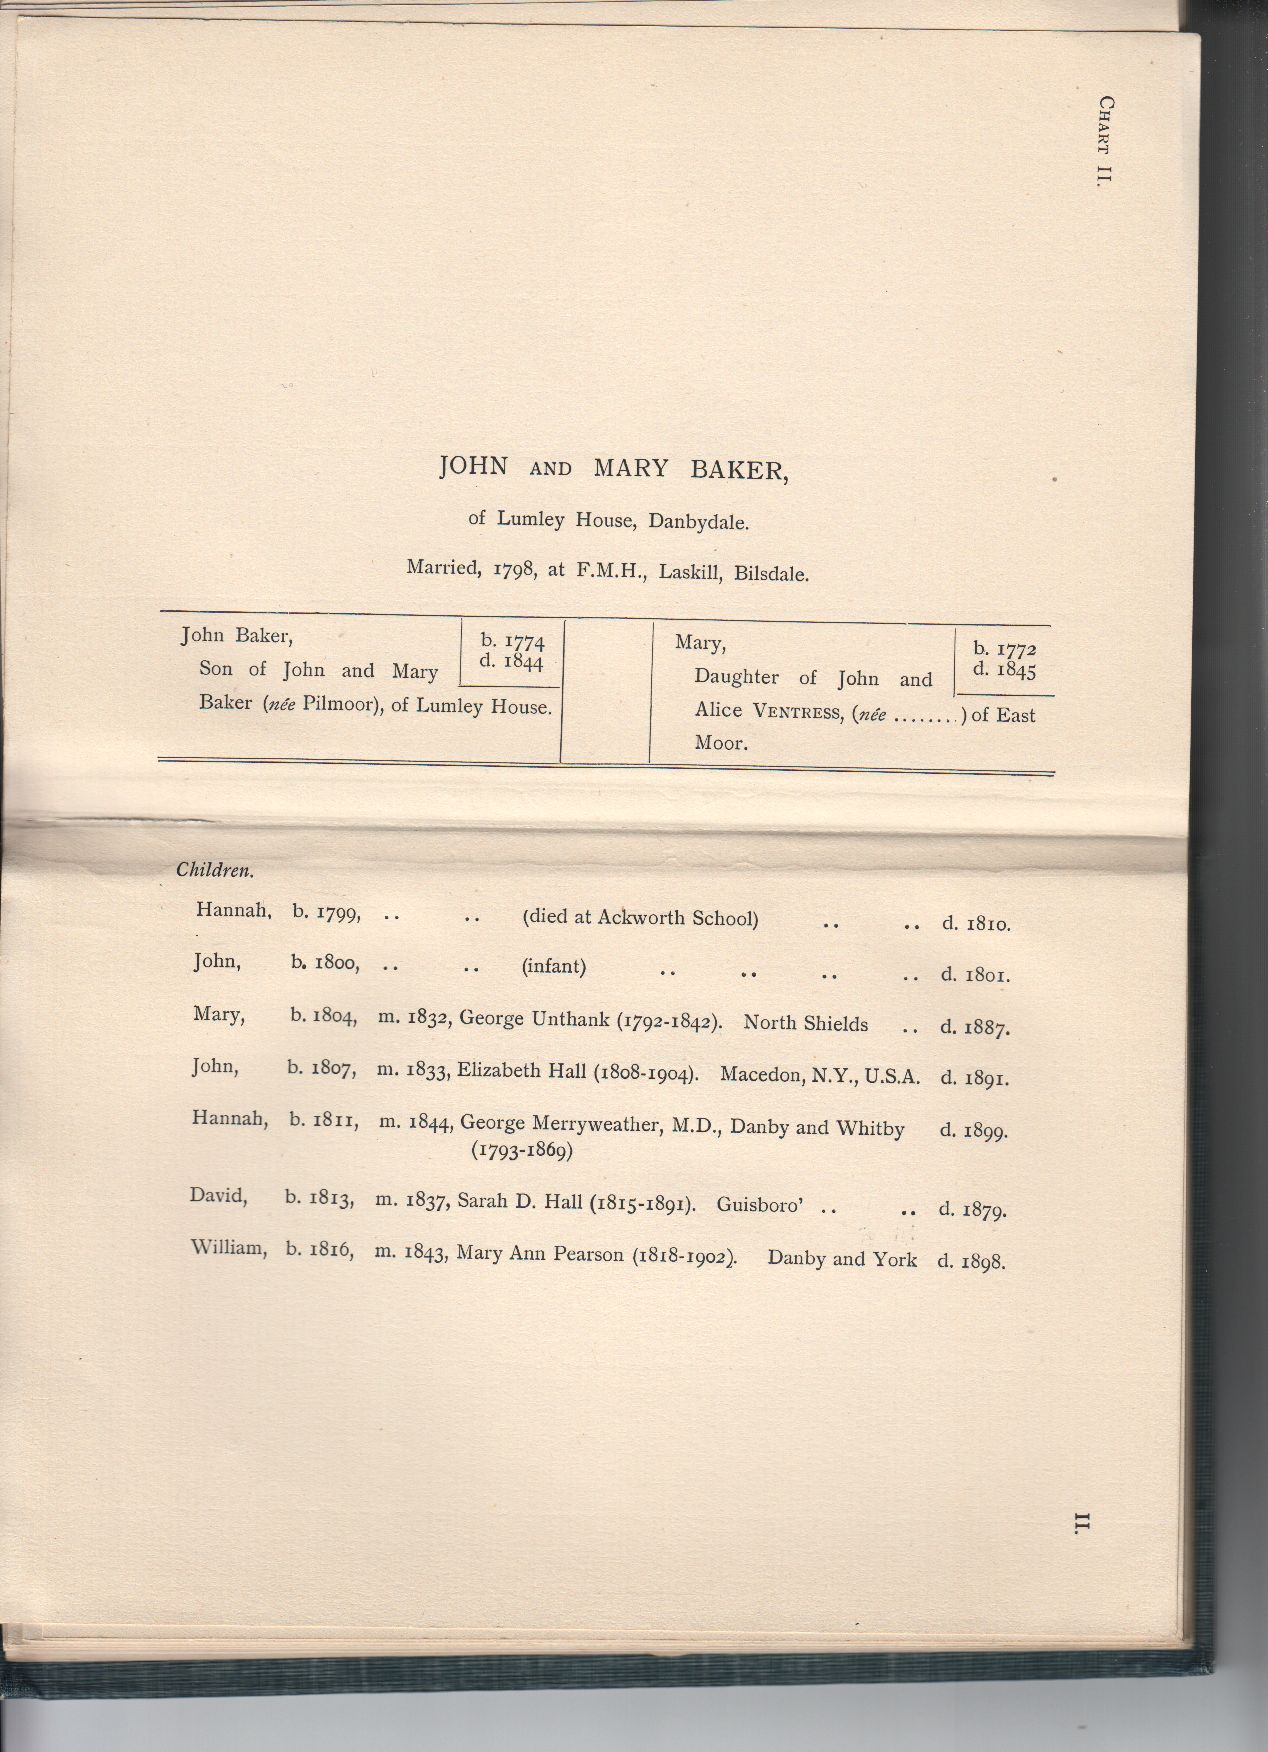 CHART II.
JOHN AND MARY BAKER,
of Lumley House, Danbydale.
Married, 1798, at F.M.H., Laskill, Bilsdale.
John Baker,
b. 1774
d. 1844
Son of John and Mary
Baker (née Pilmoor), of Lumley House.
Mary,
b. 1772
d. 1845
Daughter of John and
Alice VENTRESS, (née ........) of East
Moor.
Children.
Hannah, b. 1799, .. .. (died at Ackworth School) .. .. d. 1810.
John, b. 1800, .. .. (infant) .. .. .. .. d. 1801.
Mary, b. 1804, m. 1832, George Unthank (1792-1842). North Shields .. d. 1887.
John, b. 1807, m. 1833, Elizabeth Hall (1808-1904). Macedon, N.Y., U.S.A. d. 1891.
Hannah, b. 1811, m. 1844, George Merryweather, M.D., Danby and Whitby d. 1899.
(1793-1869)
David, b. 1813, m. 1837, Sarah D. Hall (1815-1891). Guisboro' .. .. d. 1879.
William, b. 1816, m. 1843, Mary Ann Pearson (1818-1902). Danby and York d. 1898.
II.